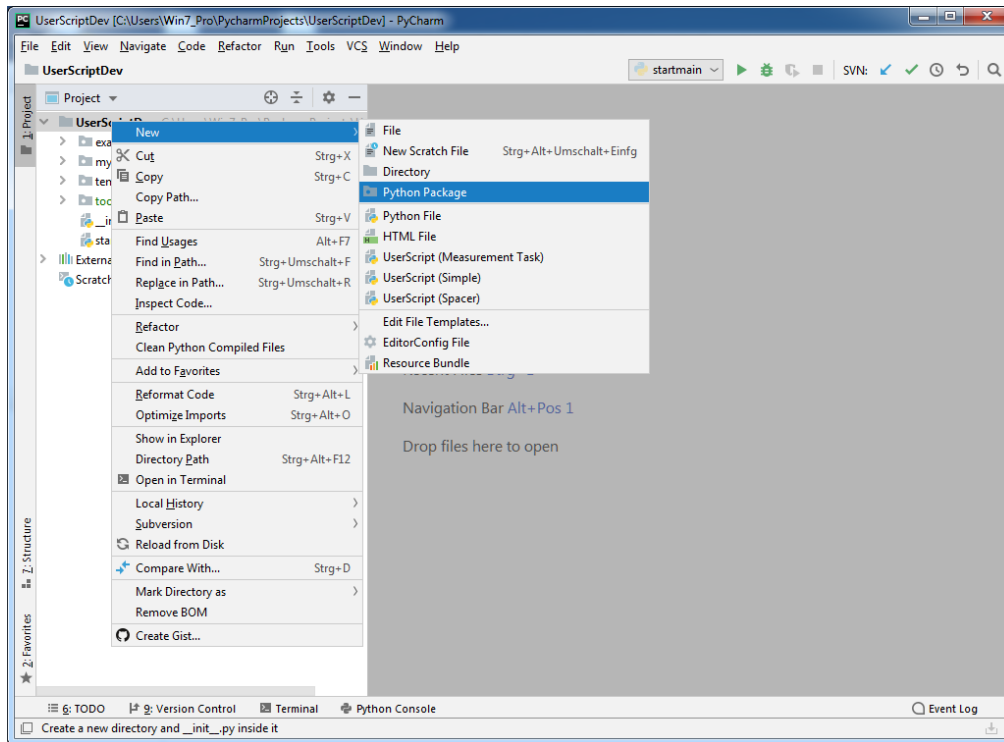 UserScriptDev [C:\Users\Win7_Pro\PycharmProjects\UserScriptDev] - PyCharm
File Edit View Navigate Code Refactor Run Tools VCS Window Help
UserScriptDev
startmain
SVN:
Project
1: Project
7: Structure
2: Favorites
New
Cut Strg+X
Copy Strg+C
Copy Path...
Paste Strg+V
Find Usages Alt+F7
Find in Path... Strg+Umschalt+F
Replace in Path... Strg+Umschalt+R
Inspect Code...
Refactor
Clean Python Compiled Files
Add to Favorites
Reformat Code Strg+Alt+L
Optimize Imports Strg+Alt+O
Show in Explorer
Directory Path Strg+Alt+F12
Open in Terminal
Local History
Subversion
Reload from Disk
Compare With... Strg+D
Mark Directory as
Remove BOM
Create Gist...
File
New Scratch File Strg+Alt+Umschalt+Einfg
Directory
Python Package
Python File
HTML File
UserScript (Measurement Task)
UserScript (Simple)
UserScript (Spacer)
Edit File Templates...
EditorConfig File
Resource Bundle
Navigation Bar Alt+Pos 1
Drop files here to open
6: TODO 9: Version Control Terminal Python Console Event Log
Create a new directory and __init__.py inside it